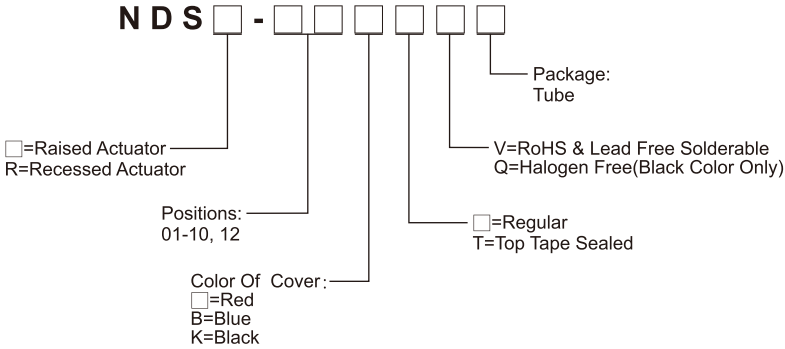 NDS□-□□□□□□
Package:
Tube
□=Raised Actuator
R=Recessed Actuator
V=RoHS & Lead Free Solderable
Q=Halogen Free(Black Color Only)
Positions:
01-10, 12
□=Regular
T=Top Tape Sealed
Color Of Cover:
□=Red
B=Blue
K=Black